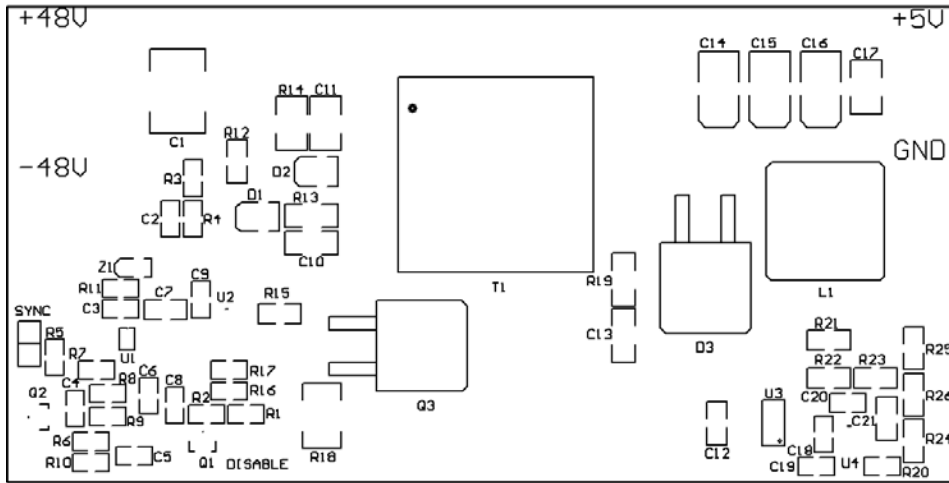 +48V
+5V
C14
C15
C16
C17
R14
C11
C1
R12
-48V
GND
R3
D2
D1
R13
C2
R4
C10
Z1
R11
C9
C3
C7
U2
R15
T1
R19
L1
SYNC
R5
U1
C13
D3
R21
R25
R7
R17
R22
R23
Q2
C4
R8
C6
C8
R16
R2
R1
Q3
C20
R26
R9
U3
C21
R6
R10
C5
Q1
DISABLE
R18
C12
C18
R24
C19
U4
R20